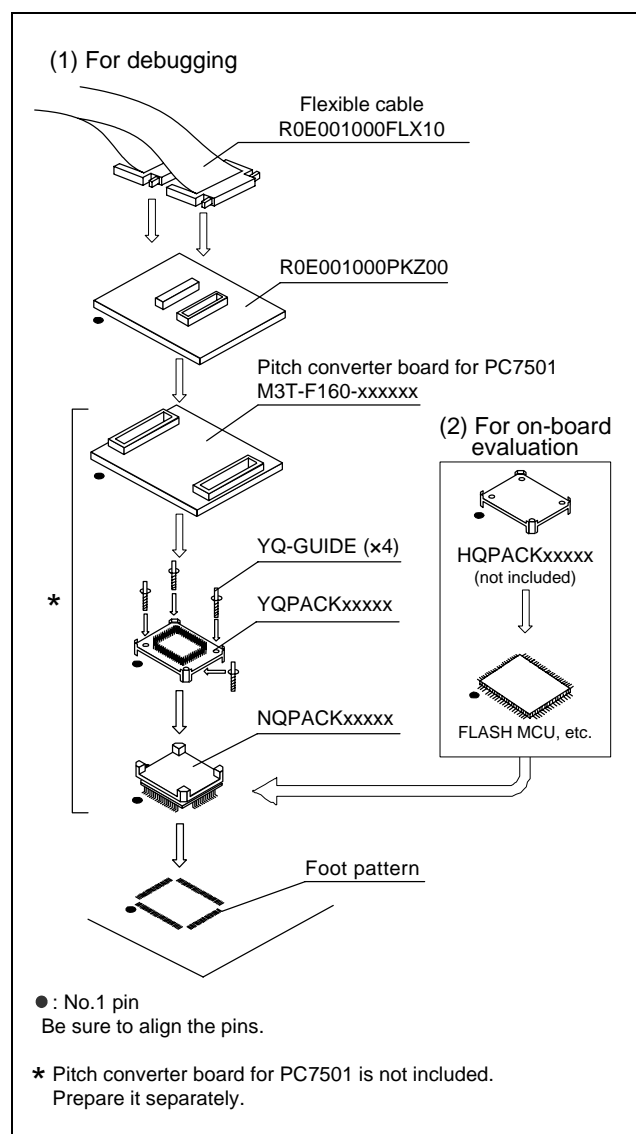 (1) For debugging
Flexible cable
R0E001000FLX10
R0E001000PKZ00
Pitch converter board for PC7501
M3T-F160-xxxxxx
(2) For on-board
evaluation
HQPACKxxxxx
(not included)
FLASH MCU, etc.
YQ-GUIDE (×4)
*
YQPACKxxxxx
NQPACKxxxxx
Foot pattern
● : No.1 pin
Be sure to align the pins.
* Pitch converter board for PC7501 is not included.
Prepare it separately.